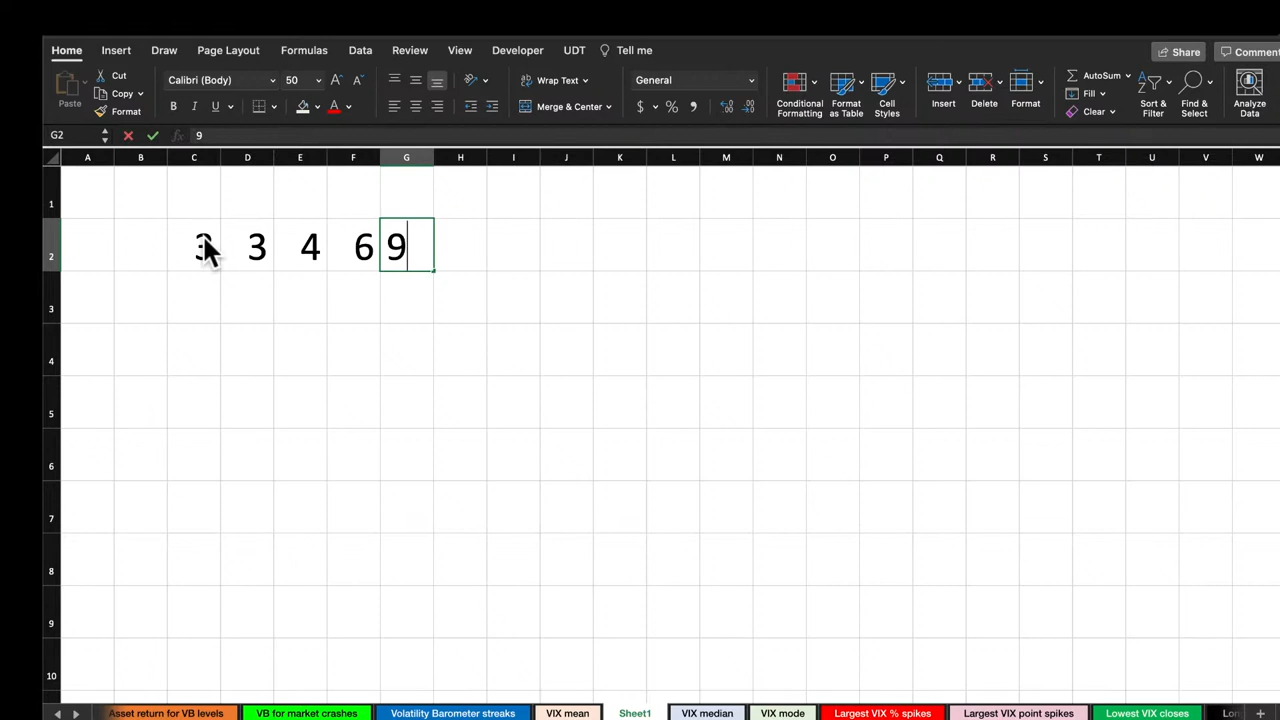 Home Insert Draw Page Layout Formulas Data Review View Developer UDT Tell me Share Comment
Paste Cut Copy Format Calibri (Body) 50 Wrap Text General Conditional Formatting Format as Table Cell Styles Insert Delete Format AutoSum Fill Clear Sort & Filter Find & Select Analyze Data
B I U A Merge & Center $ %
G2 fx 9
A B C D E F G H I J K L M N O P Q R S T U V W
1
2 3 3 4 6 9
3
4
5
6
7
8
9
10
Asset return for VB levels VB for market crashes Volatility Barometer streaks VIX mean Sheet1 VIX median VIX mode Largest VIX % spikes Largest VIX point spikes Lowest VIX closes